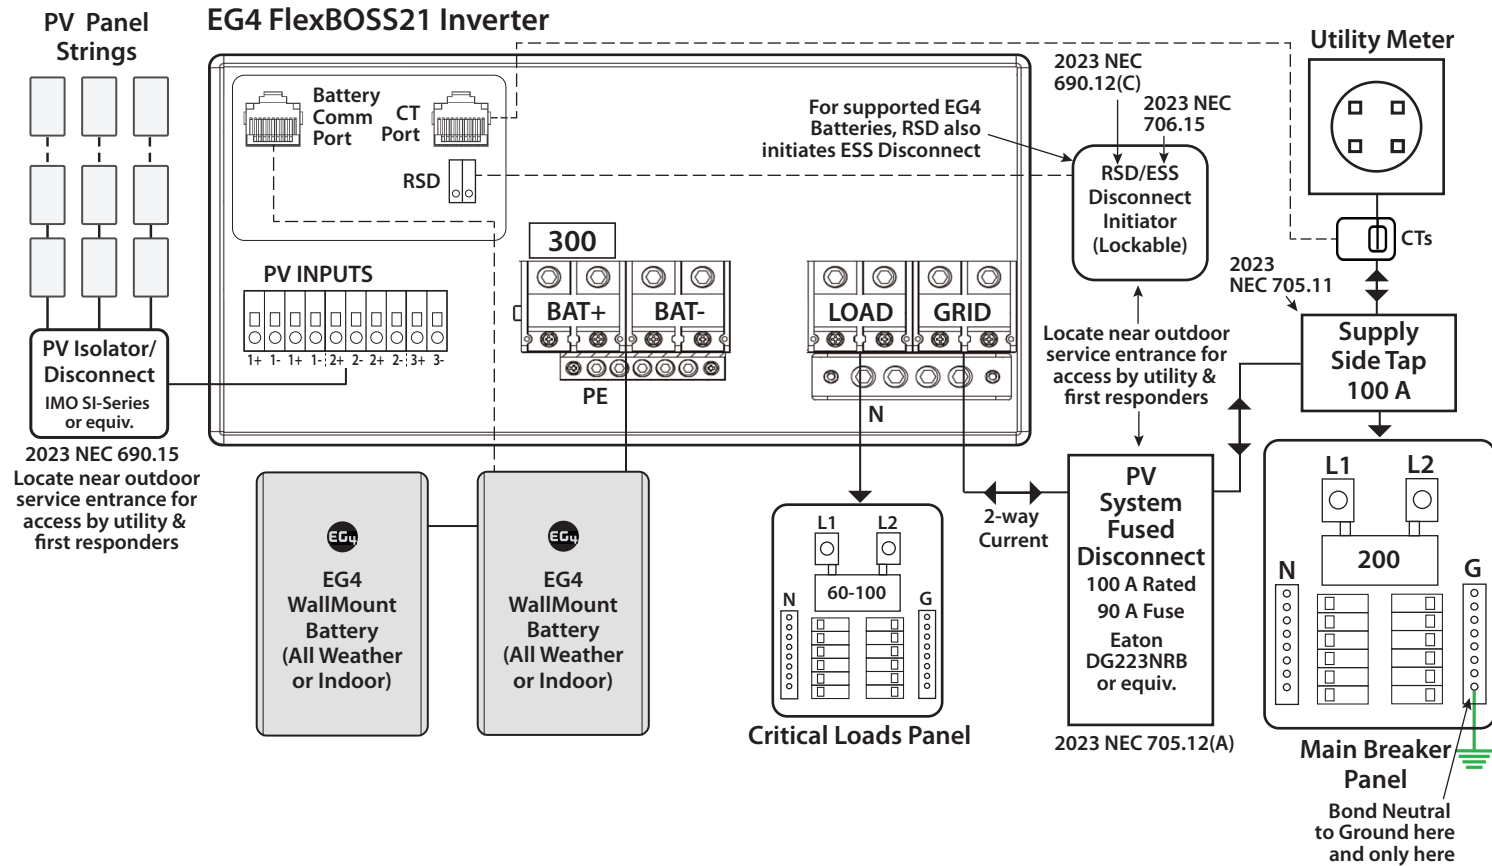 EG4 FlexBOSS21 Inverter
PV Panel
Strings
Battery
Comm
Port
CT
Port
RSD
For supported EG4
Batteries, RSD also
initiates ESS Disconnect
2023 NEC
690.12(C)
2023 NEC
706.15
RSD/ESS
Disconnect
Initiator
(Lockable)
Utility Meter
CTs
2023
NEC 705.11
Supply
Side Tap
100 A
300
PV INPUTS
1+ 1- 1+ 1- 2+ 2- 2+ 2- 3+ 3-
BAT+
BAT-
PE
LOAD
GRID
N
PV Isolator/
Disconnect
IMO SI-Series
or equiv.
2023 NEC 690.15
Locate near outdoor
service entrance for
access by utility &
first responders
Locate near outdoor
service entrance for
access by utility &
first responders
EG4
EG4
WallMount
Battery
(All Weather
or Indoor)
EG4
EG4
WallMount
Battery
(All Weather
or Indoor)
L1
L2
60-100
N
G
Critical Loads Panel
2-way
Current
PV
System
Fused
Disconnect
100 A Rated
90 A Fuse
Eaton
DG223NRB
or equiv.
2023 NEC 705.12(A)
L1
L2
200
N
G
Main Breaker
Panel
Bond Neutral
to Ground here
and only here